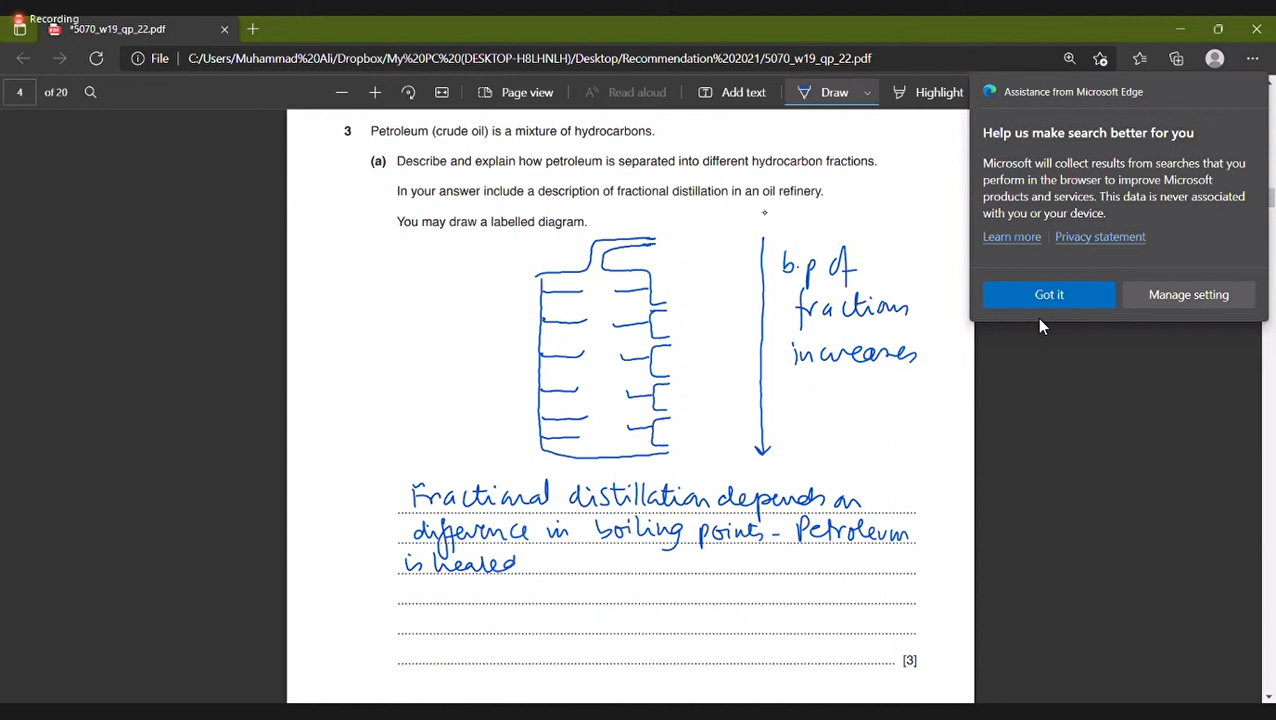 Recording
*5070_w19_qp_22.pdf
File
C:/Users/Muhammad%20Ali/Dropbox/My%20PC%20(DESKTOP-H8LHNLH)/Desktop/Recommendation%202021/5070_w19_qp_22.pdf
4 of 20
Page view
Read aloud
Add text
Draw
Highlight
Assistance from Microsoft Edge
Help us make search better for you
Microsoft will collect results from searches that you
perform in the browser to improve Microsoft
products and services. This data is never associated
with you or your device.
Learn more
Privacy statement
Got it
Manage setting
3 Petroleum (crude oil) is a mixture of hydrocarbons.
(a) Describe and explain how petroleum is separated into different hydrocarbon fractions.
In your answer include a description of fractional distillation in an oil refinery.
You may draw a labelled diagram.
b.p of
fractions
increases
Fractional distillation depends on
difference in boiling points - Petroleum
is heated
[3]